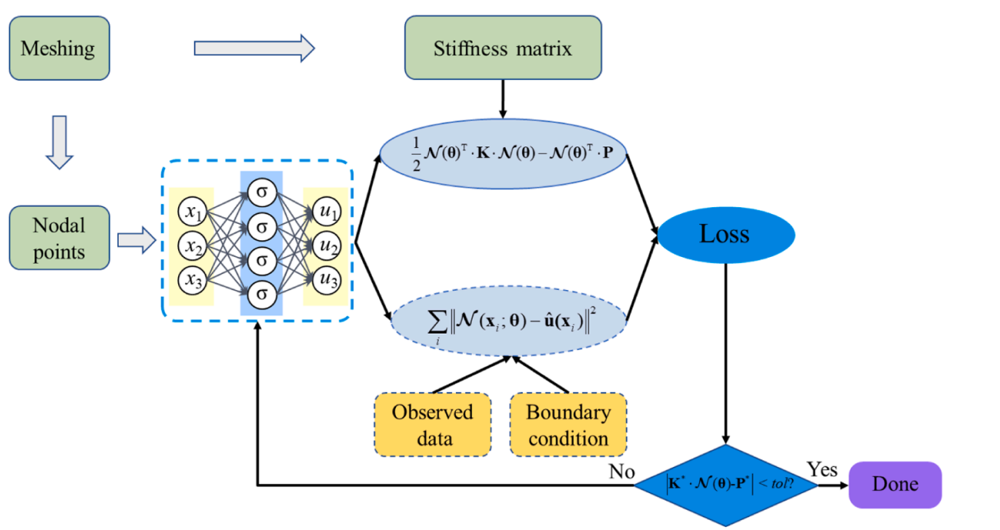 Meshing
Stiffness matrix
½ 𝒩(θ)ᵀ · K · 𝒩(θ) − 𝒩(θ)ᵀ · P
Nodal
points
x₁
x₂
x₃
σ
σ
σ
σ
u₁
u₂
u₃
Loss
∑ᵢ ‖𝒩(xᵢ; θ) − û(xᵢ)‖²
Observed
data
Boundary
condition
No
|K* · 𝒩(θ)-P*| < tol?
Yes
Done